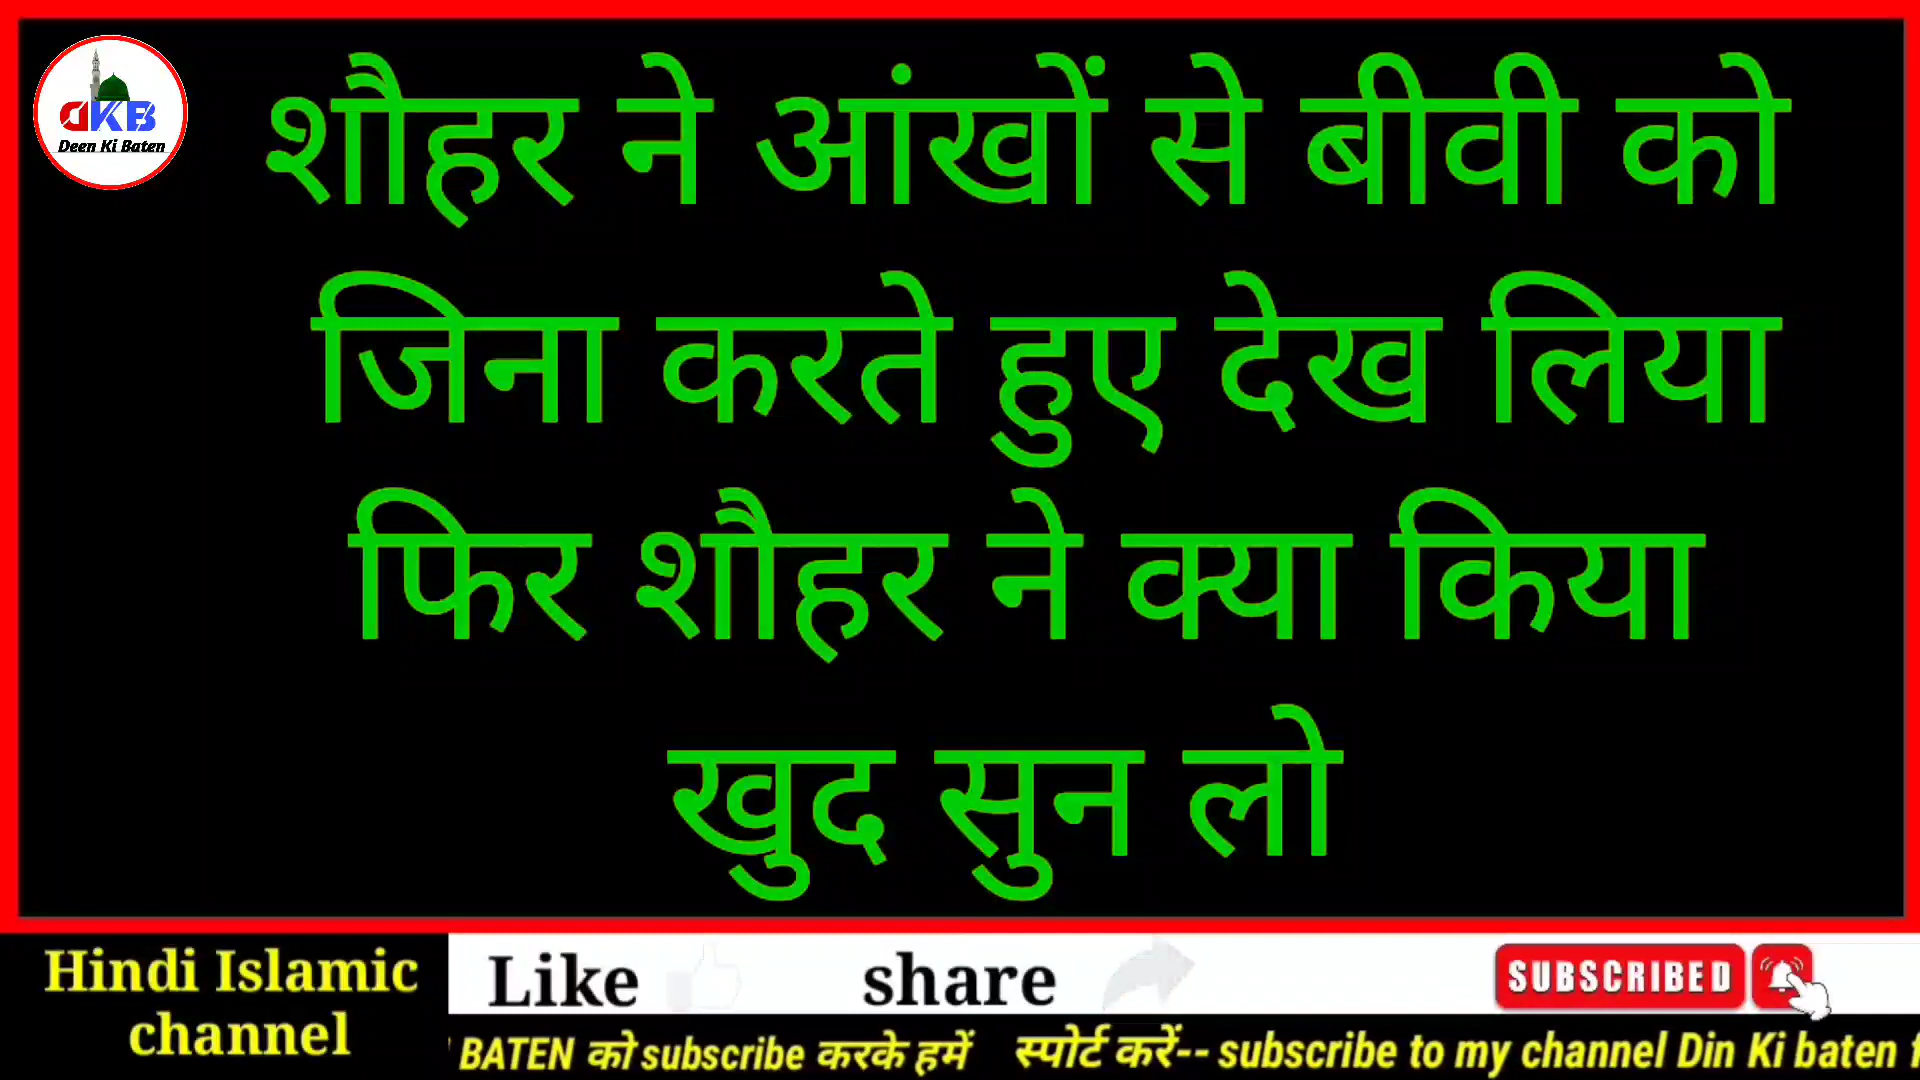 DKB
Deen Ki Baten
शौहर ने आंखों से बीवी को
जिना करते हुए देख लिया
फिर शौहर ने क्या किया
खुद सुन लो
Hindi Islamic
channel
Like share SUBSCRIBED
BATEN को subscribe करके हमें स्पोर्ट करें-- subscribe to my channel Din Ki baten